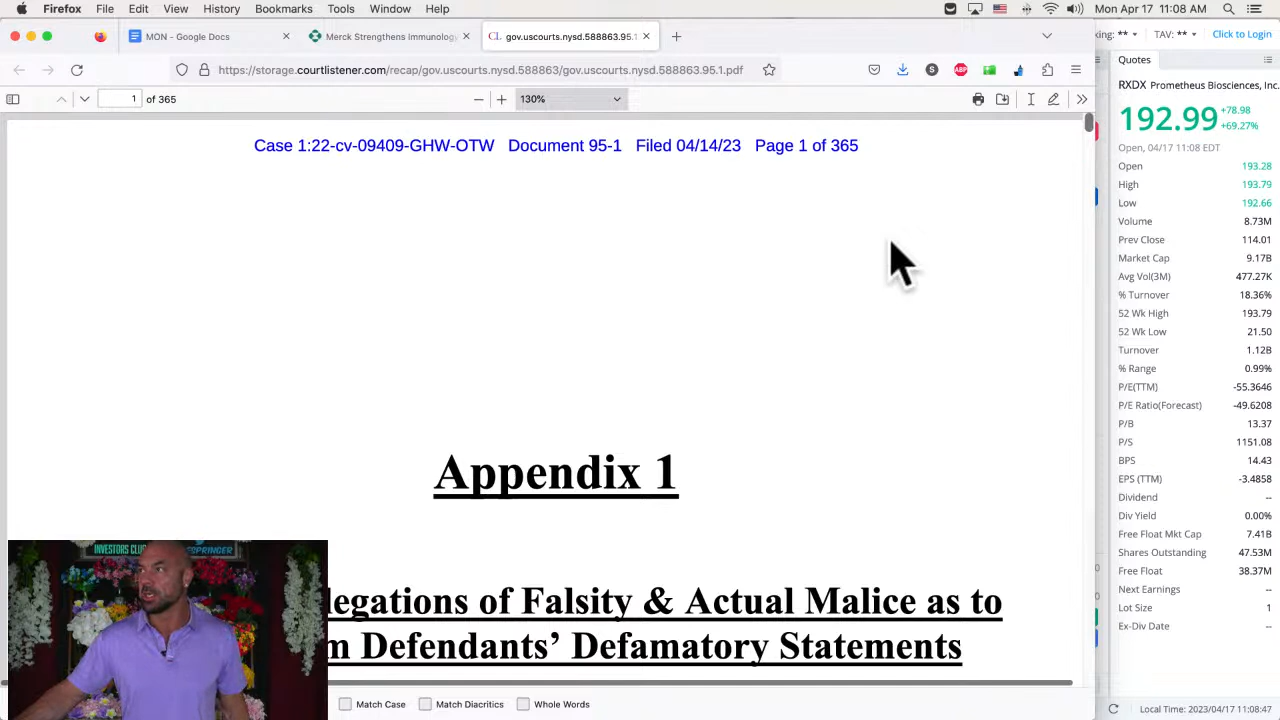 Firefox File Edit View History Bookmarks Tools Window Help Mon Apr 17 11:08 AM
MON - Google Docs Merck Strengthens Immunology CL gov.uscourts.nysd.588863.95.1
king: ** TAV: ** Click to Login
https://storage.courtlistener.com/recap/gov.uscourts.nysd.588863/gov.uscourts.nysd.588863.95.1.pdf
1 of 365 130%
Case 1:22-cv-09409-GHW-OTW Document 95-1 Filed 04/14/23 Page 1 of 365
Appendix 1
legations of Falsity & Actual Malice as to
m Defendants' Defamatory Statements
INVESTORS CLUB SPRINGER
Match Case Match Diacritics Whole Words
Quotes
RXDX Prometheus Biosciences, Inc.
192.99 +78.98
+69.27%
Open, 04/17 11:08 EDT
Open 193.28
High 193.79
Low 192.66
Volume 8.73M
Prev Close 114.01
Market Cap 9.17B
Avg Vol(3M) 477.27K
% Turnover 18.36%
52 Wk High 193.79
52 Wk Low 21.50
Turnover 1.12B
% Range 0.99%
P/E(TTM) -55.3646
P/E Ratio(Forecast) -49.6208
P/B 13.37
P/S 1151.08
BPS 14.43
EPS (TTM) -3.4858
Dividend --
Div Yield 0.00%
Free Float Mkt Cap 7.41B
Shares Outstanding 47.53M
Free Float 38.37M
Next Earnings --
Lot Size 1
Ex-Div Date --
Local Time: 2023/04/17 11:08:47